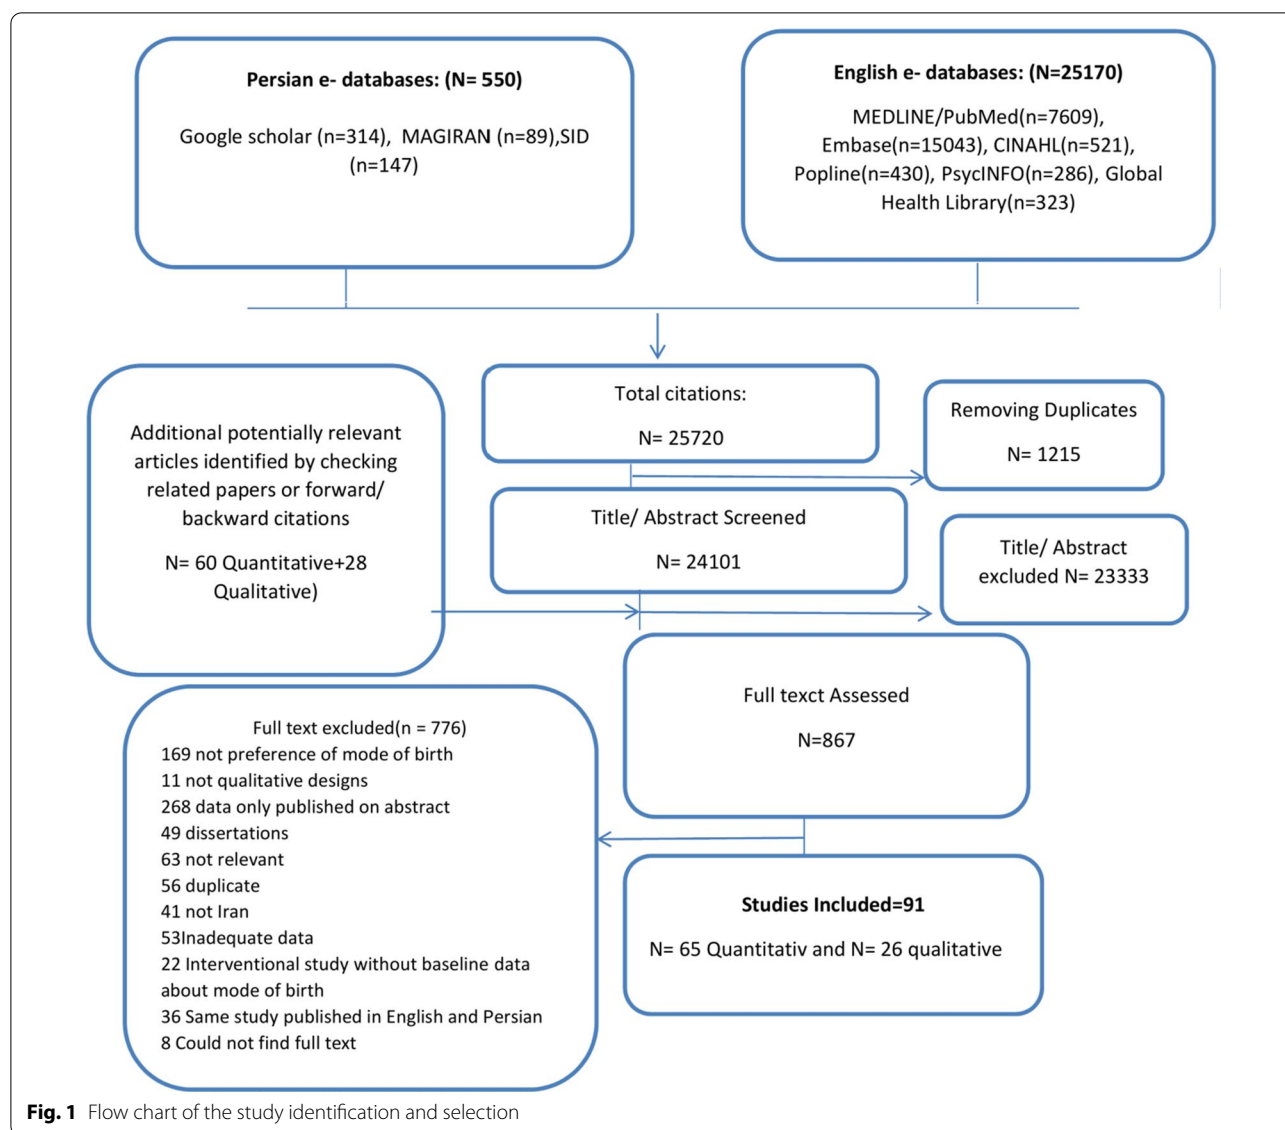 Persian e- databases: (N= 550)
Google scholar (n=314), MAGIRAN (n=89),SID
(n=147)
English e- databases: (N=25170)
MEDLINE/PubMed(n=7609),
Embase(n=15043), CINAHL(n=521),
Popline(n=430), PsycINFO(n=286), Global
Health Library(n=323)
Total citations:
N= 25720
Removing Duplicates
N= 1215
Additional potentially relevant
articles identified by checking
related papers or forward/
backward citations
N= 60 Quantitative+28
Qualitative)
Title/ Abstract Screened
N= 24101
Title/ Abstract
excluded N= 23333
Full texct Assessed
N=867
Full text excluded(n = 776)
169 not preference of mode of birth
11 not qualitative designs
268 data only published on abstract
49 dissertations
63 not relevant
56 duplicate
41 not Iran
53Inadequate data
22 Interventional study without baseline data
about mode of birth
36 Same study published in English and Persian
8 Could not find full text
Studies Included=91
N= 65 Quantitativ and N= 26 qualitative
Fig. 1 Flow chart of the study identification and selection